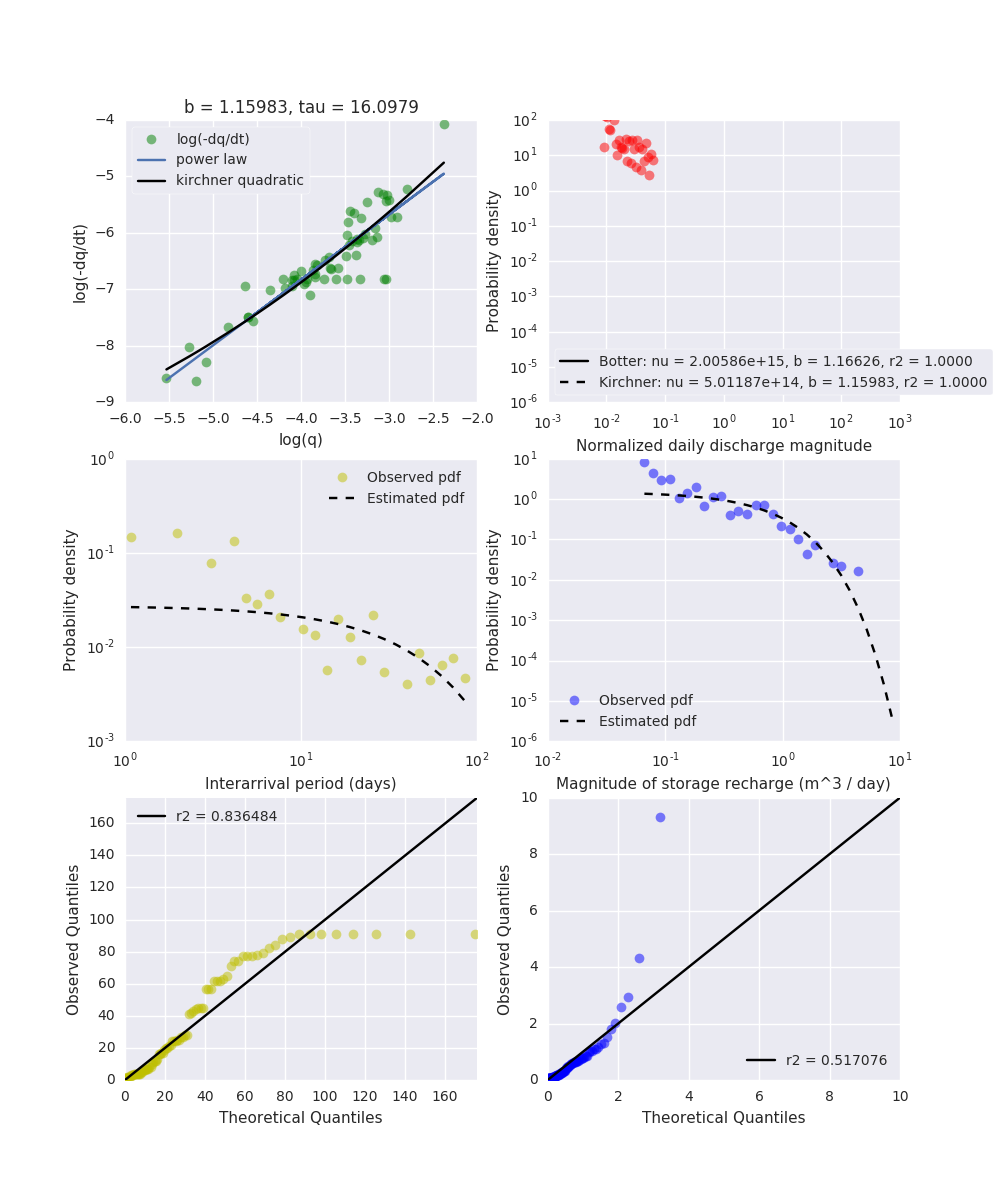 b = 1.15983, tau = 16.0979
−4
−5
−6
−7
−8
−9
log(-dq/dt)
log(-dq/dt)
power law
kirchner quadratic
−6.0 −5.5 −5.0 −4.5 −4.0 −3.5 −3.0 −2.5 −2.0
log(q)
10^2
10^1
10^0
10^-1
10^-2
10^-3
10^-4
10^-5
10^-6
Probability density
Botter: nu = 2.00586e+15, b = 1.16626, r2 = 1.0000
Kirchner: nu = 5.01187e+14, b = 1.15983, r2 = 1.0000
10^-3 10^-2 10^-1 10^0 10^1 10^2 10^3
Normalized daily discharge magnitude
10^0
10^-1
10^-2
10^-3
Probability density
Observed pdf
Estimated pdf
10^0 10^1 10^2
Interarrival period (days)
10^1
10^0
10^-1
10^-2
10^-3
10^-4
10^-5
10^-6
Probability density
Observed pdf
Estimated pdf
10^-2 10^-1 10^0 10^1
Magnitude of storage recharge (m^3 / day)
160
140
120
100
80
60
40
20
0
Observed Quantiles
r2 = 0.836484
0 20 40 60 80 100 120 140 160
Theoretical Quantiles
10
8
6
4
2
0
Observed Quantiles
r2 = 0.517076
0 2 4 6 8 10
Theoretical Quantiles